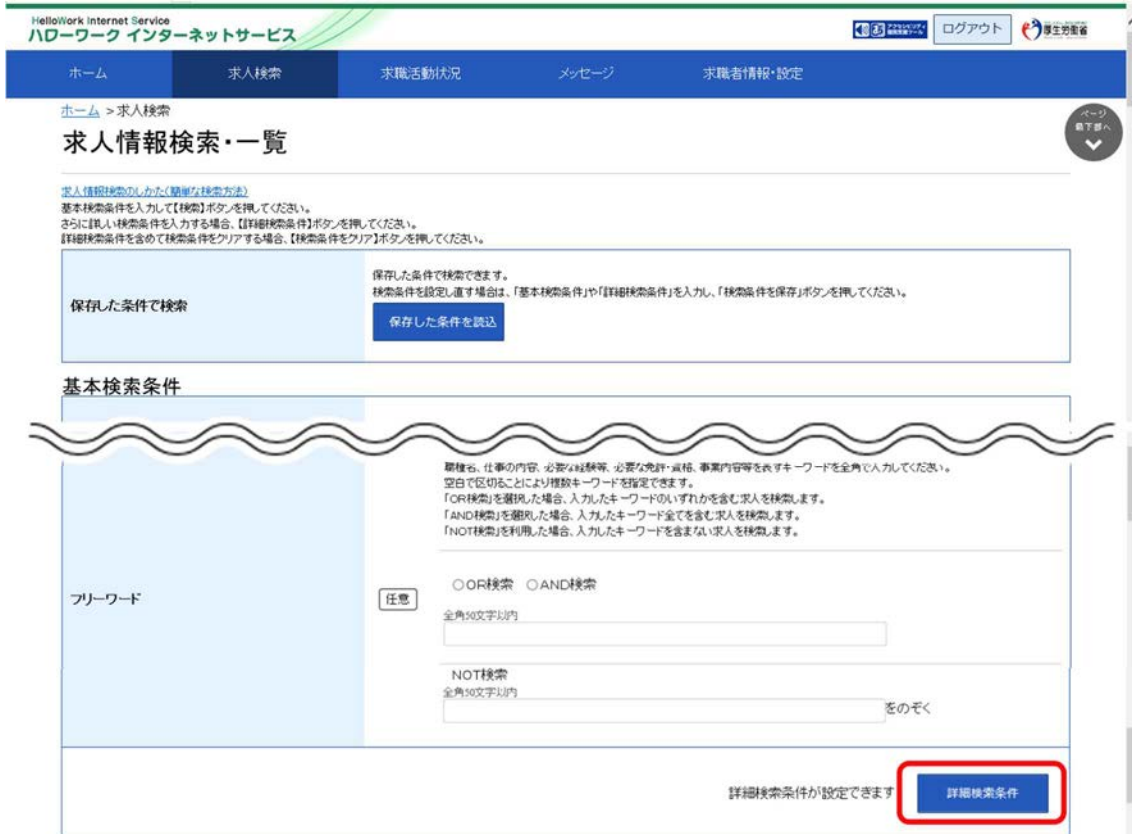 HelloWork Internet Service
ハローワーク インターネットサービス
ログアウト
厚生労働省
ホーム
求人検索
求職活動状況
メッセージ
求職者情報・設定
ホーム >求人検索
ページ
最下部へ
求人情報検索・一覧
求人情報検索のしかた(簡単な検索方法)
基本検索条件を入力して【検索】ボタンを押してください。
さらに詳しい検索条件を入力する場合、【詳細検索条件】ボタンを押してください。
詳細検索条件を含めて検索条件をクリアする場合、【検索条件をクリア】ボタンを押してください。
保存した条件で検索
保存した条件で検索できます。
検索条件を設定し直す場合は、「基本検索条件」や「詳細検索条件」を入力し、「検索条件を保存」ボタンを押してください。
保存した条件を読込
基本検索条件
職種名、仕事の内容、必要な経験等、必要な免許・資格、事業内容等を表すキーワードを全角で入力してください。
空白で区切ることにより複数キーワードを指定できます。
「OR検索」を選択した場合、入力したキーワードのいずれかを含む求人を検索します。
「AND検索」を選択した場合、入力したキーワード全てを含む求人を検索します。
「NOT検索」を利用した場合、入力したキーワードを含まない求人を検索します。
フリーワード
任意
OR検索 AND検索
全角50文字以内
NOT検索
全角50文字以内
をのぞく
詳細検索条件が設定できます
詳細検索条件